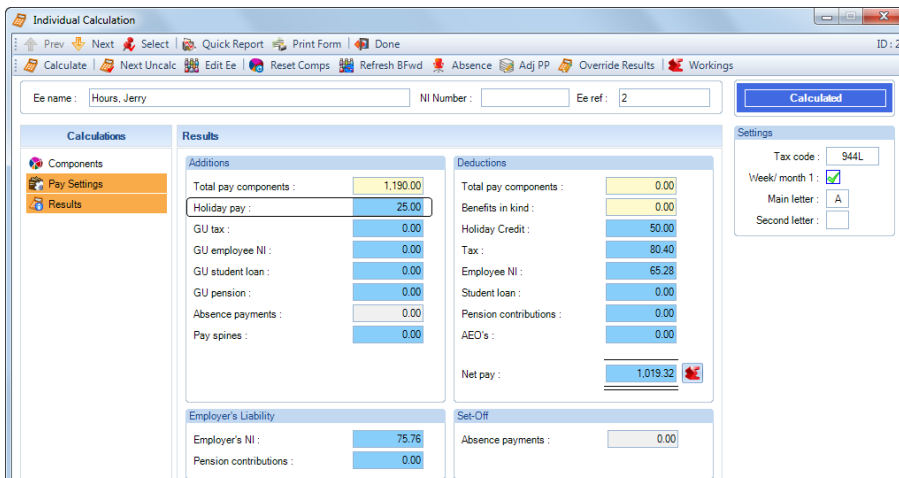 Individual Calculation
Prev Next Select Quick Report Print Form Done ID : 2
Calculate Next Uncalc Edit Ee Reset Comps Refresh BFwd Absence Adj PP Override Results Workings
Ee name : Hours, Jerry NI Number : Ee ref : 2 Calculated
Calculations Results Settings
Components
Pay Settings
Results
Additions
Total pay components : 1,190.00
Holiday pay : 25.00
GU tax : 0.00
GU employee NI : 0.00
GU student loan : 0.00
GU pension : 0.00
Absence payments : 0.00
Pay spines : 0.00
Deductions
Total pay components : 0.00
Benefits in kind : 0.00
Holiday Credit : 50.00
Tax : 80.40
Employee NI : 65.28
Student loan : 0.00
Pension contributions : 0.00
AEO's : 0.00
Net pay : 1,019.32
Tax code : 944L
Week/ month 1 :
Main letter : A
Second letter :
Employer's Liability
Employer's NI : 75.76
Pension contributions : 0.00
Set-Off
Absence payments : 0.00